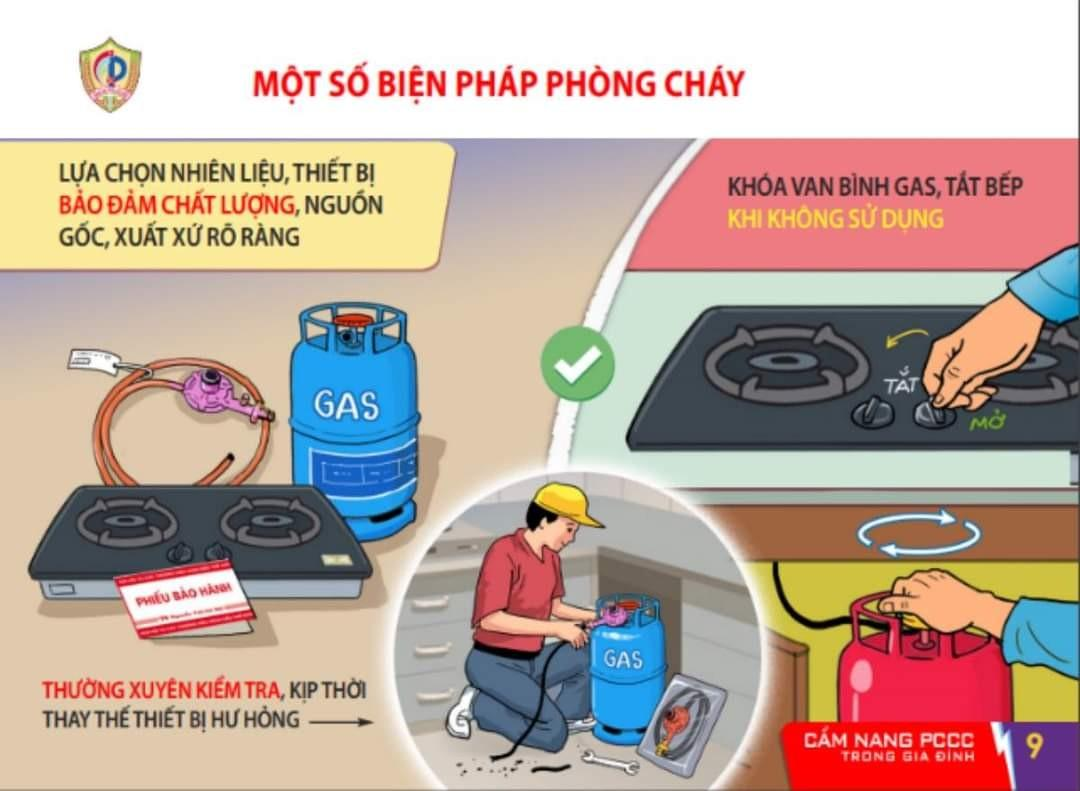 MỘT SỐ BIỆN PHÁP PHÒNG CHÁY
LỰA CHỌN NHIÊN LIỆU, THIẾT BỊ
BẢO ĐẢM CHẤT LƯỢNG, NGUỒN
GỐC, XUẤT XỨ RÕ RÀNG
KHÓA VAN BÌNH GAS, TẮT BẾP
KHI KHÔNG SỬ DỤNG
TẮT
MỞ
GAS
PHIẾU BẢO HÀNH
GAS
THƯỜNG XUYÊN KIỂM TRA, KỊP THỜI
THAY THẾ THIẾT BỊ HƯ HỎNG
CẨM NANG PCCC
TRONG GIA ĐÌNH
9